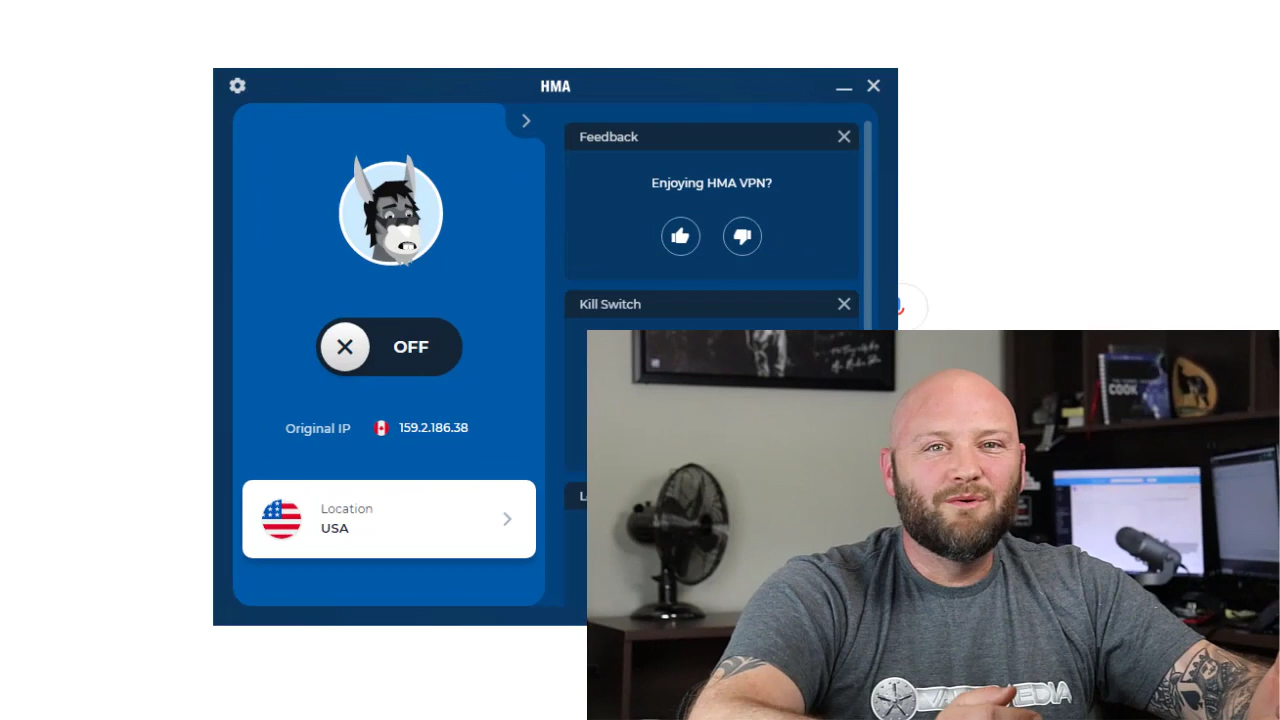 HMA
Feedback
Enjoying HMA VPN?
OFF
Kill Switch
Original IP 159.2.186.38
Location
USA
COOK